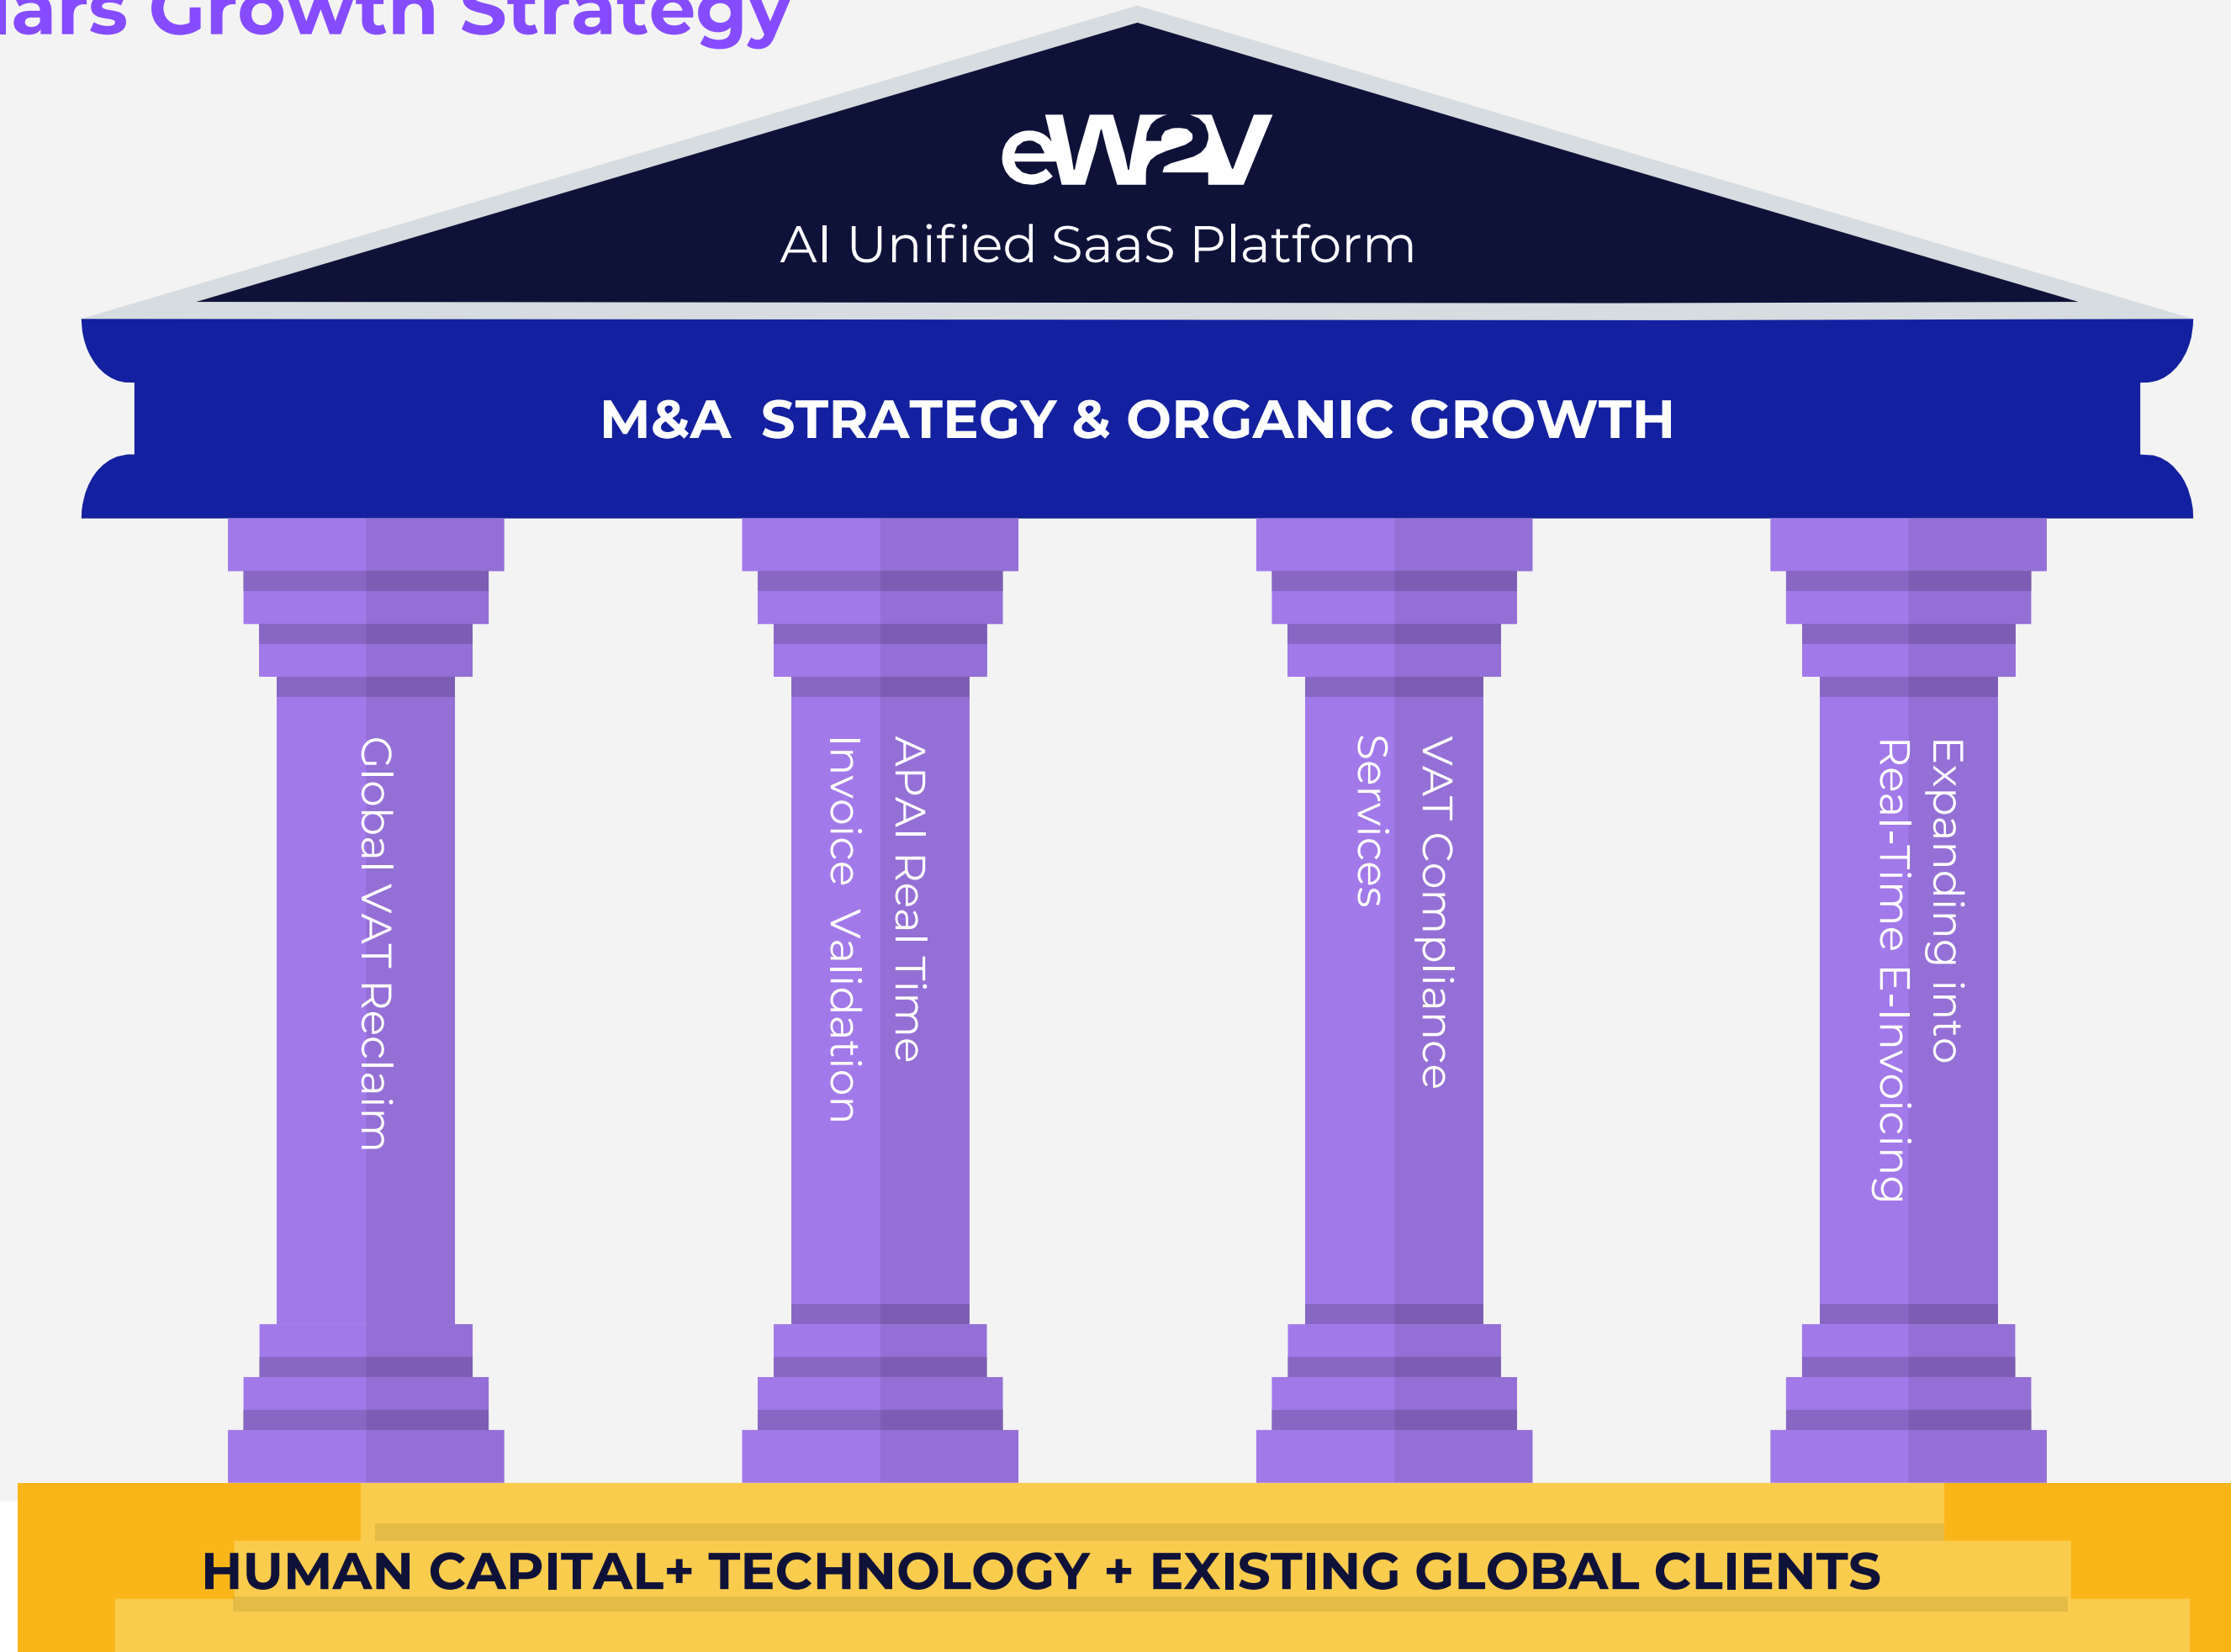 ars Growth Strategy
eW2V
AI Unified SaaS Platform
M&A STRATEGY & ORGANIC GROWTH
Global VAT Reclaim
APAI Real Time
Invoice Validation
VAT Compliance
Services
Expanding into
Real-Time E-Invoicing
HUMAN CAPITAL+ TECHNOLOGY + EXISTING GLOBAL CLIENTS